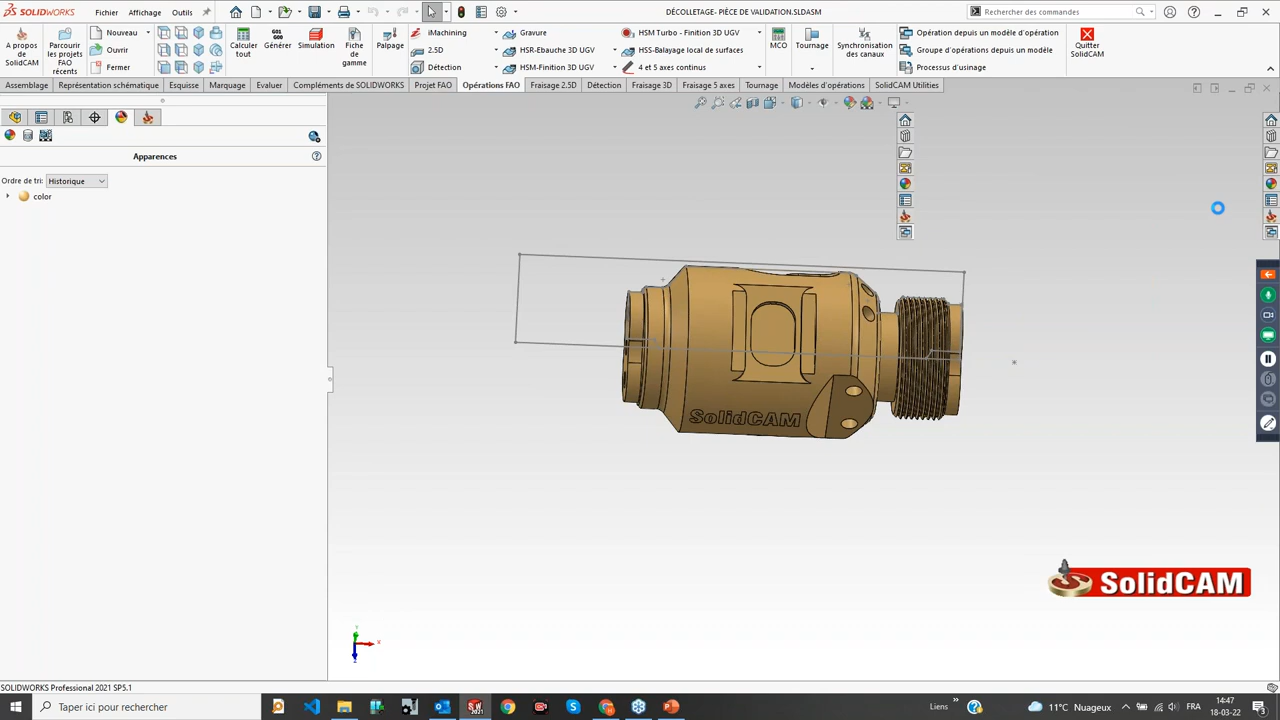 SOLIDWORKS
Fichier
Affichage
Outils
DÉCOLLETAGE- PIÈCE DE VALIDATION.SLDASM
Rechercher des commandes
A propos de SolidCAM
Parcourir les projets FAO récents
Nouveau
Ouvrir
Fermer
Calculer tout
Générer
Simulation
Fiche de gamme
Palpage
iMachining
2.5D
Détection
Gravure
HSR-Ebauche 3D UGV
HSM-Finition 3D UGV
HSM Turbo - Finition 3D UGV
HSS-Balayage local de surfaces
4 et 5 axes continus
MCO
Tournage
Synchronisation des canaux
Opération depuis un modèle d'opération
Groupe d'opérations depuis un modèle
Processus d'usinage
Quitter SolidCAM
Assemblage
Représentation schématique
Esquisse
Marquage
Evaluer
Compléments de SOLIDWORKS
Projet FAO
Opérations FAO
Fraisage 2.5D
Détection
Fraisage 3D
Fraisage 5 axes
Tournage
Modèles d'opérations
SolidCAM Utilities
Apparences
Ordre de tri:
Historique
color
SolidCAM
SolidCAM
SOLIDWORKS Professional 2021 SP5.1
Taper ici pour rechercher
Liens
11°C Nuageux
FRA
14:47
18-03-22